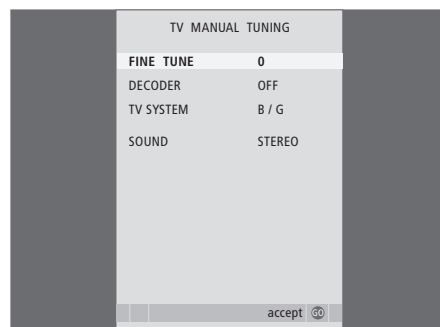 TV MANUAL TUNING
FINE TUNE 0
DECODER OFF
TV SYSTEM B / G
SOUND STEREO
accept GO